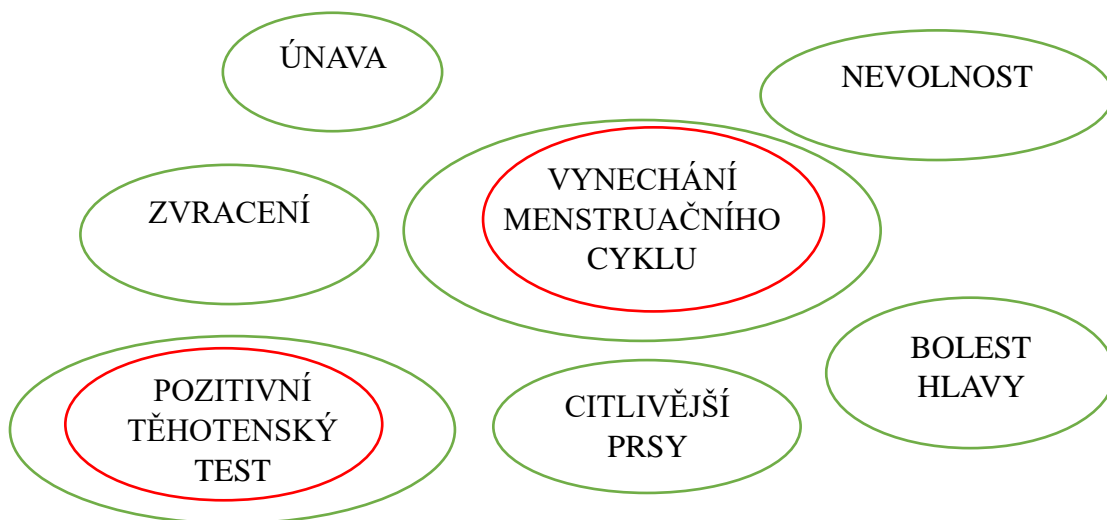 ÚNAVA
NEVOLNOST
VYNECHÁNÍ
MENSTRUAČNÍHO
CYKLU
ZVRACENÍ
BOLEST
HLAVY
POZITIVNÍ
TĚHOTENSKÝ
TEST
CITLIVĚJŠÍ
PRSY